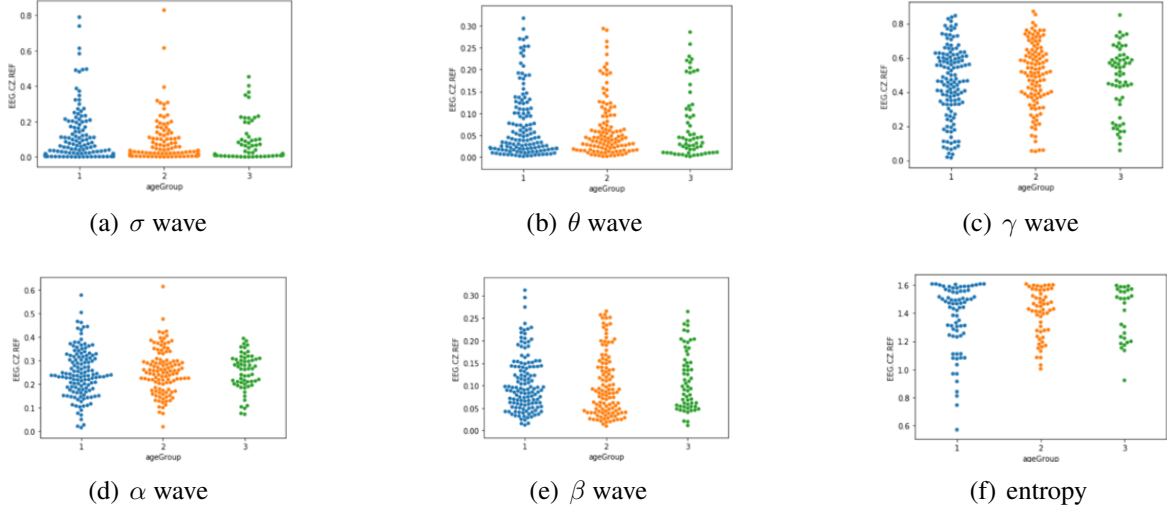 EEG.CZ.REF
0.8
0.6
0.4
0.2
0.0
1 2 3
ageGroup
(a) σ wave
EEG.CZ.REF
0.30
0.25
0.20
0.15
0.10
0.05
0.00
1 2 3
ageGroup
(b) θ wave
EEG.CZ.REF
0.8
0.6
0.4
0.2
0.0
1 2 3
ageGroup
(c) γ wave
EEG.CZ.REF
0.6
0.5
0.4
0.3
0.2
0.1
0.0
1 2 3
ageGroup
(d) α wave
EEG.CZ.REF
0.30
0.25
0.20
0.15
0.10
0.05
0.00
1 2 3
ageGroup
(e) β wave
EEG.CZ.REF
1.6
1.4
1.2
1.0
0.8
0.6
1 2 3
ageGroup
(f) entropy